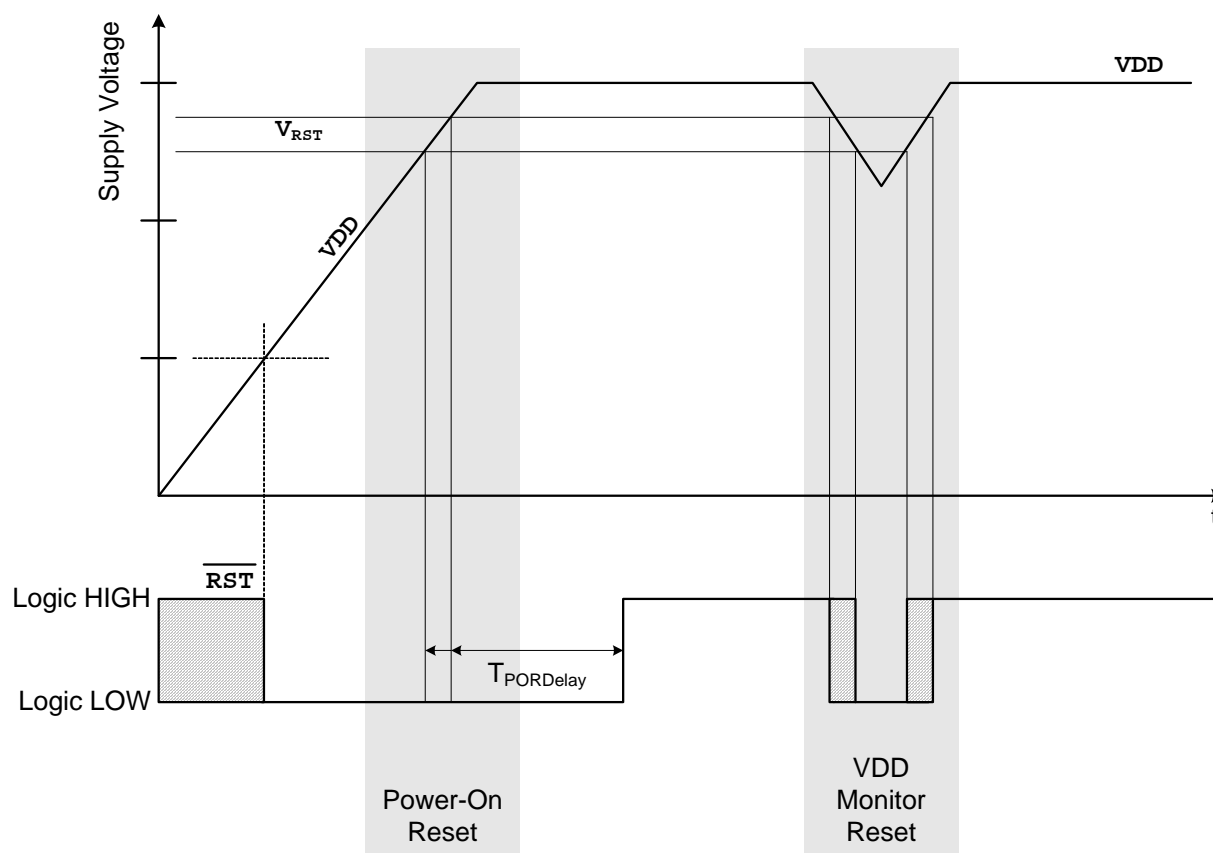 Supply Voltage
VDD
VRST
VDD
t
RST
Logic HIGH
TPORDelay
Logic LOW
Power-On
Reset
VDD
Monitor
Reset